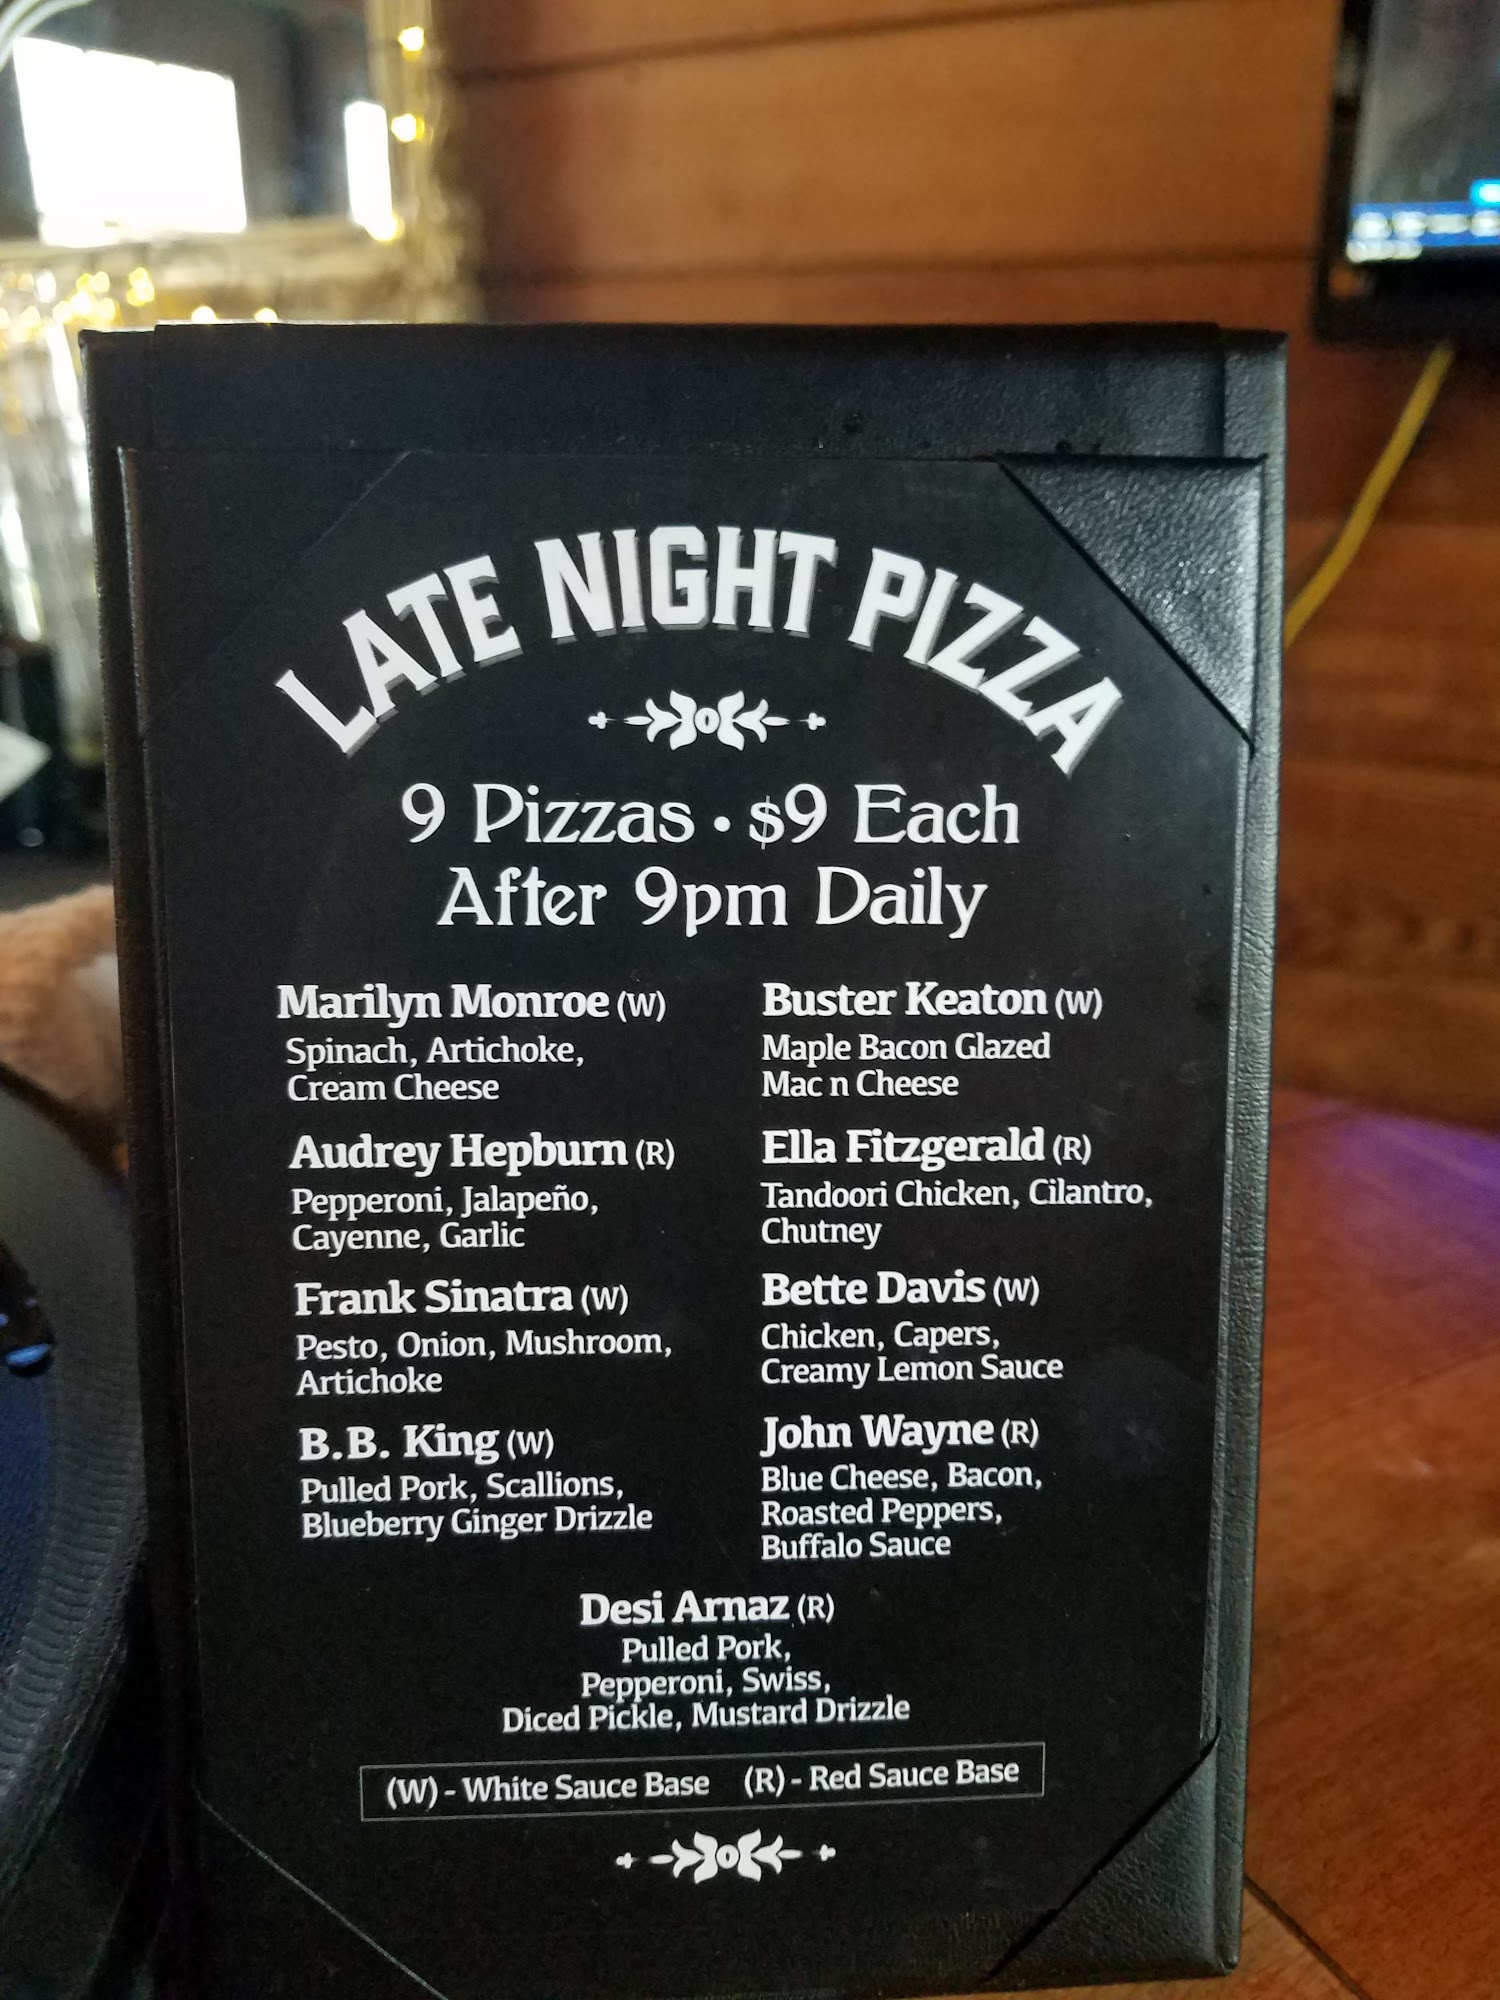 LATE NIGHT PIZZA
9 Pizzas • $9 Each
After 9pm Daily
Marilyn Monroe (W)
Spinach, Artichoke,
Cream Cheese
Audrey Hepburn (R)
Pepperoni, Jalapeño,
Cayenne, Garlic
Frank Sinatra (W)
Pesto, Onion, Mushroom,
Artichoke
B.B. King (W)
Pulled Pork, Scallions,
Blueberry Ginger Drizzle
Buster Keaton (W)
Maple Bacon Glazed
Mac n Cheese
Ella Fitzgerald (R)
Tandoori Chicken, Cilantro,
Chutney
Bette Davis (W)
Chicken, Capers,
Creamy Lemon Sauce
John Wayne (R)
Blue Cheese, Bacon,
Roasted Peppers,
Buffalo Sauce
Desi Arnaz (R)
Pulled Pork,
Pepperoni, Swiss,
Diced Pickle, Mustard Drizzle
(W) - White Sauce Base (R) - Red Sauce Base